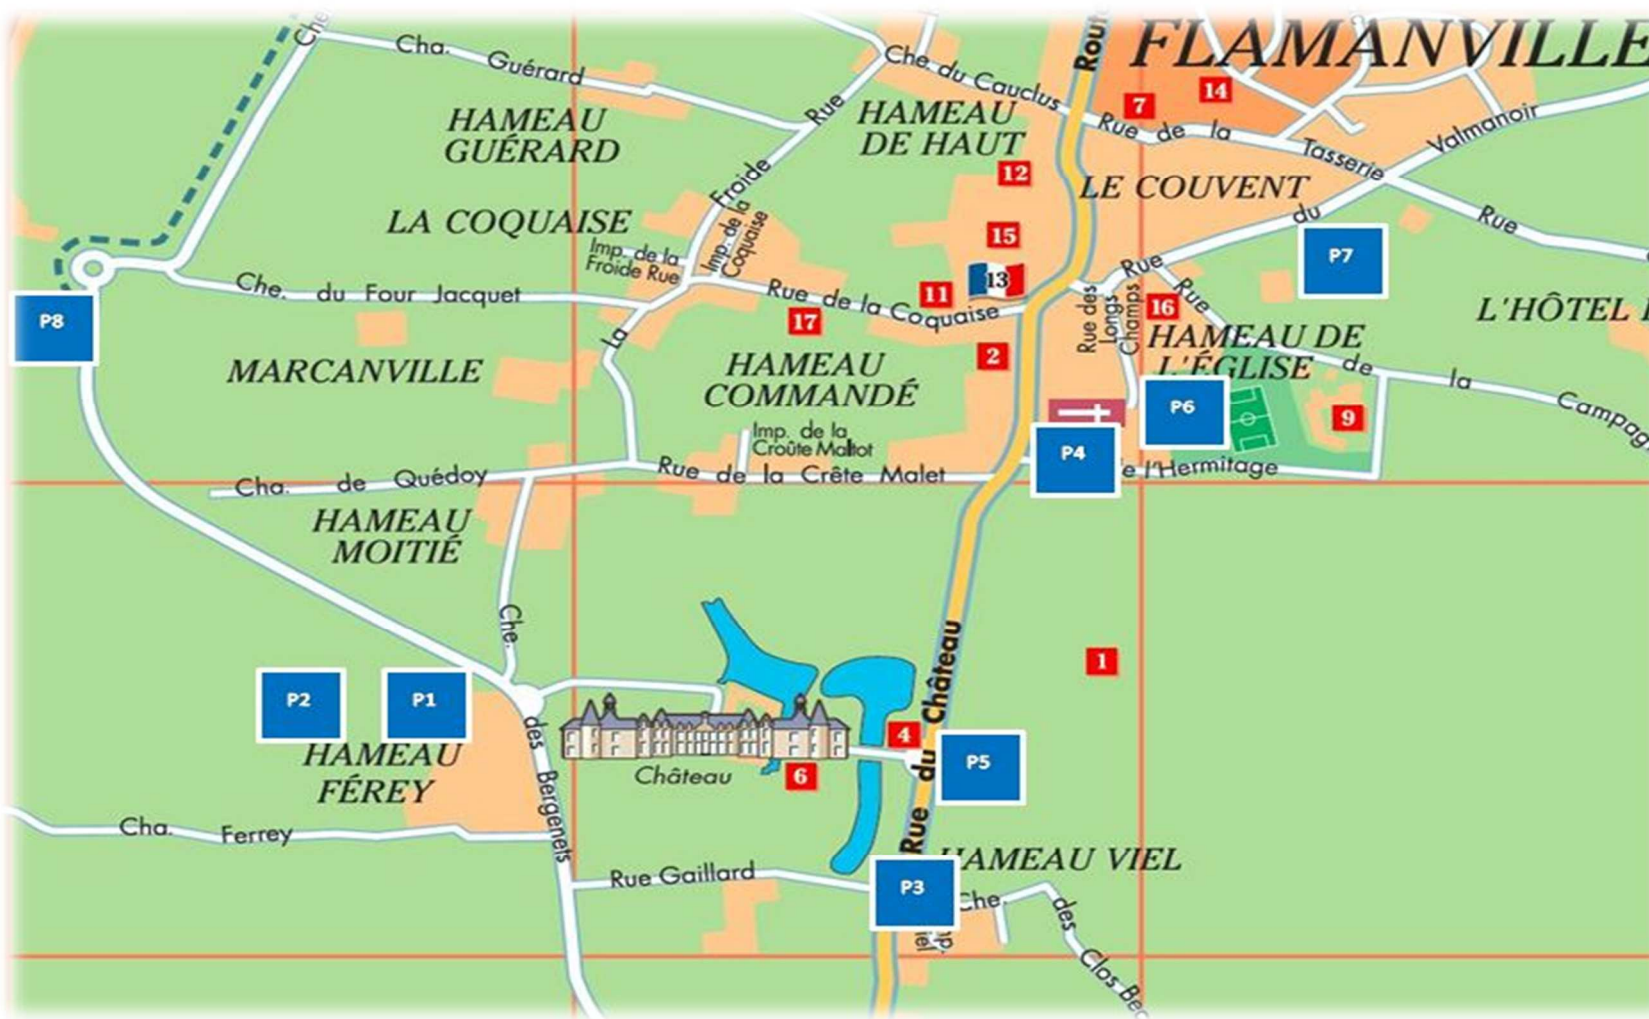 FLAMANVILLE
Route
Che
Cha. Guérard
Che du Cauclus
Rue de la Tasserie
7
14
HAMEAU
GUÉRARD
La Froide Rue
HAMEAU
DE HAUT
12
LE COUVENT
Rue du Valmanoir
Rue
LA COQUAISE
Imp. de la
Froide Rue
Imp. de la
Coquaise
15
13
11
P7
P8
Che. du Four Jacquet
Rue de la Coquaise
17
2
Rue des
Longs
Champs
16
HAMEAU DE
L'ÉGLISE
L'HÔTEL
Rue de la Campag
MARCANVILLE
HAMEAU
COMMANDÉ
P6
9
P4
Imp. de la
Croûte Maltot
Cha. de Quédoy
Rue de la Crête Malet
de l'Hermitage
HAMEAU
MOITIÉ
Che. des Bergenets
Rue du Château
1
P2
P1
HAMEAU
FÉREY
4
P5
Château
6
Cha. Ferrey
Rue Gaillard
P3
HAMEAU VIEL
Che. des Clos Bec